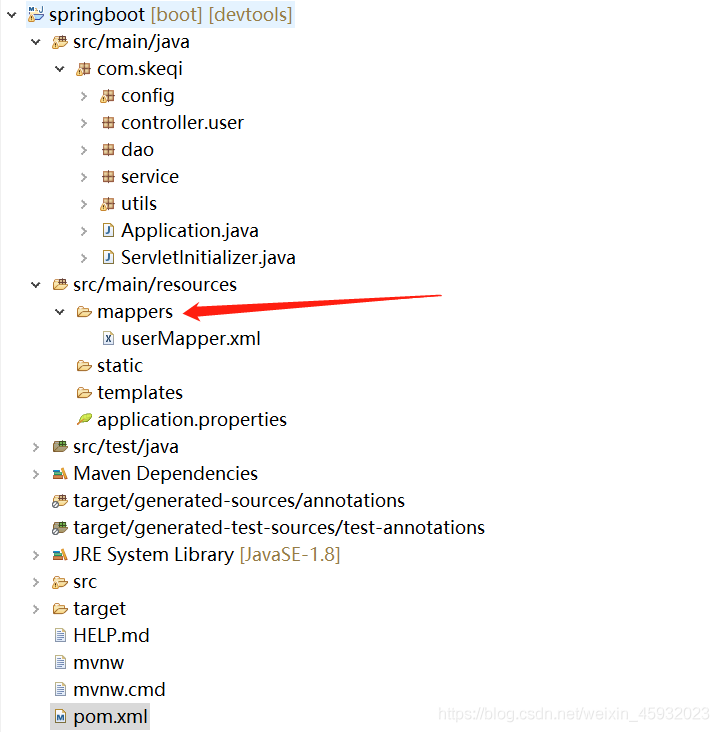 springboot [boot] [devtools]
src/main/java
com.skeqi
config
controller.user
dao
service
utils
Application.java
ServletInitializer.java
src/main/resources
mappers
userMapper.xml
static
templates
application.properties
src/test/java
Maven Dependencies
target/generated-sources/annotations
target/generated-test-sources/test-annotations
JRE System Library [JavaSE-1.8]
src
target
HELP.md
mvnw
mvnw.cmd
pom.xml
https://blog.csdn.net/weixin_45932023